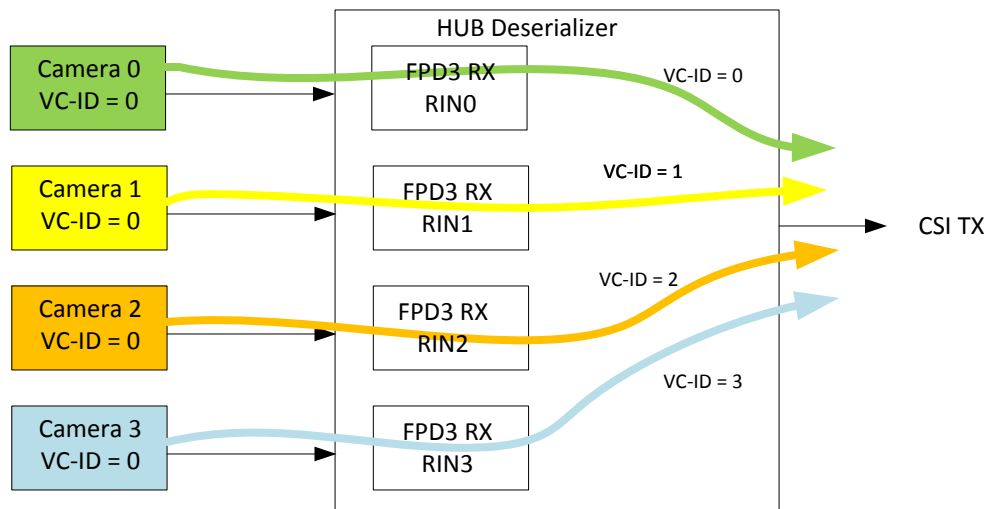 HUB Deserializer
Camera 0
VC-ID = 0
FPD3 RX
RIN0
VC-ID = 0
Camera 1
VC-ID = 0
FPD3 RX
RIN1
VC-ID = 1
CSI TX
Camera 2
VC-ID = 0
FPD3 RX
RIN2
VC-ID = 2
Camera 3
VC-ID = 0
FPD3 RX
RIN3
VC-ID = 3